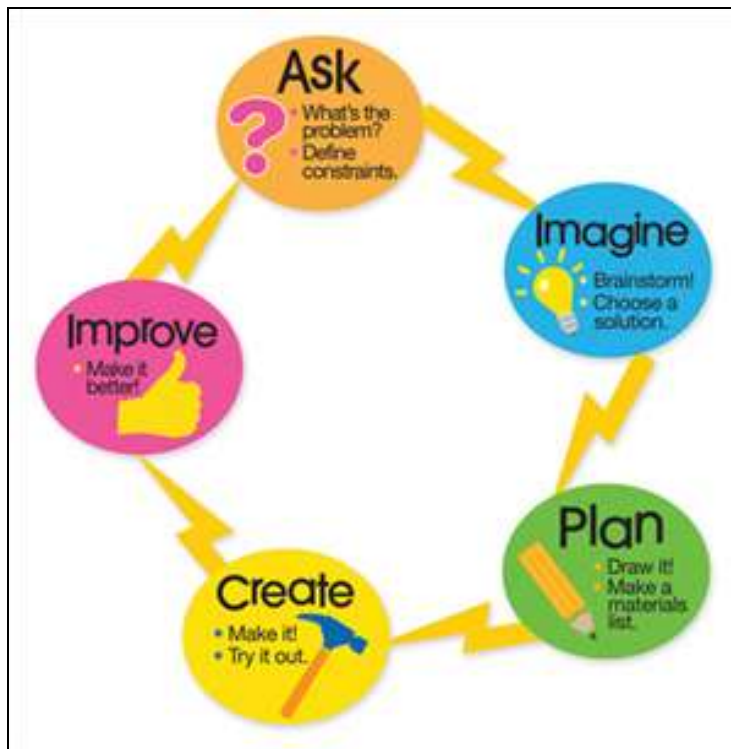 Ask
• What's the
problem?
• Define
constraints.
Imagine
• Brainstorm!
• Choose a
solution.
Plan
• Draw it!
• Make a
materials
list.
Create
• Make it!
• Try it out.
Improve
• Make it
better!